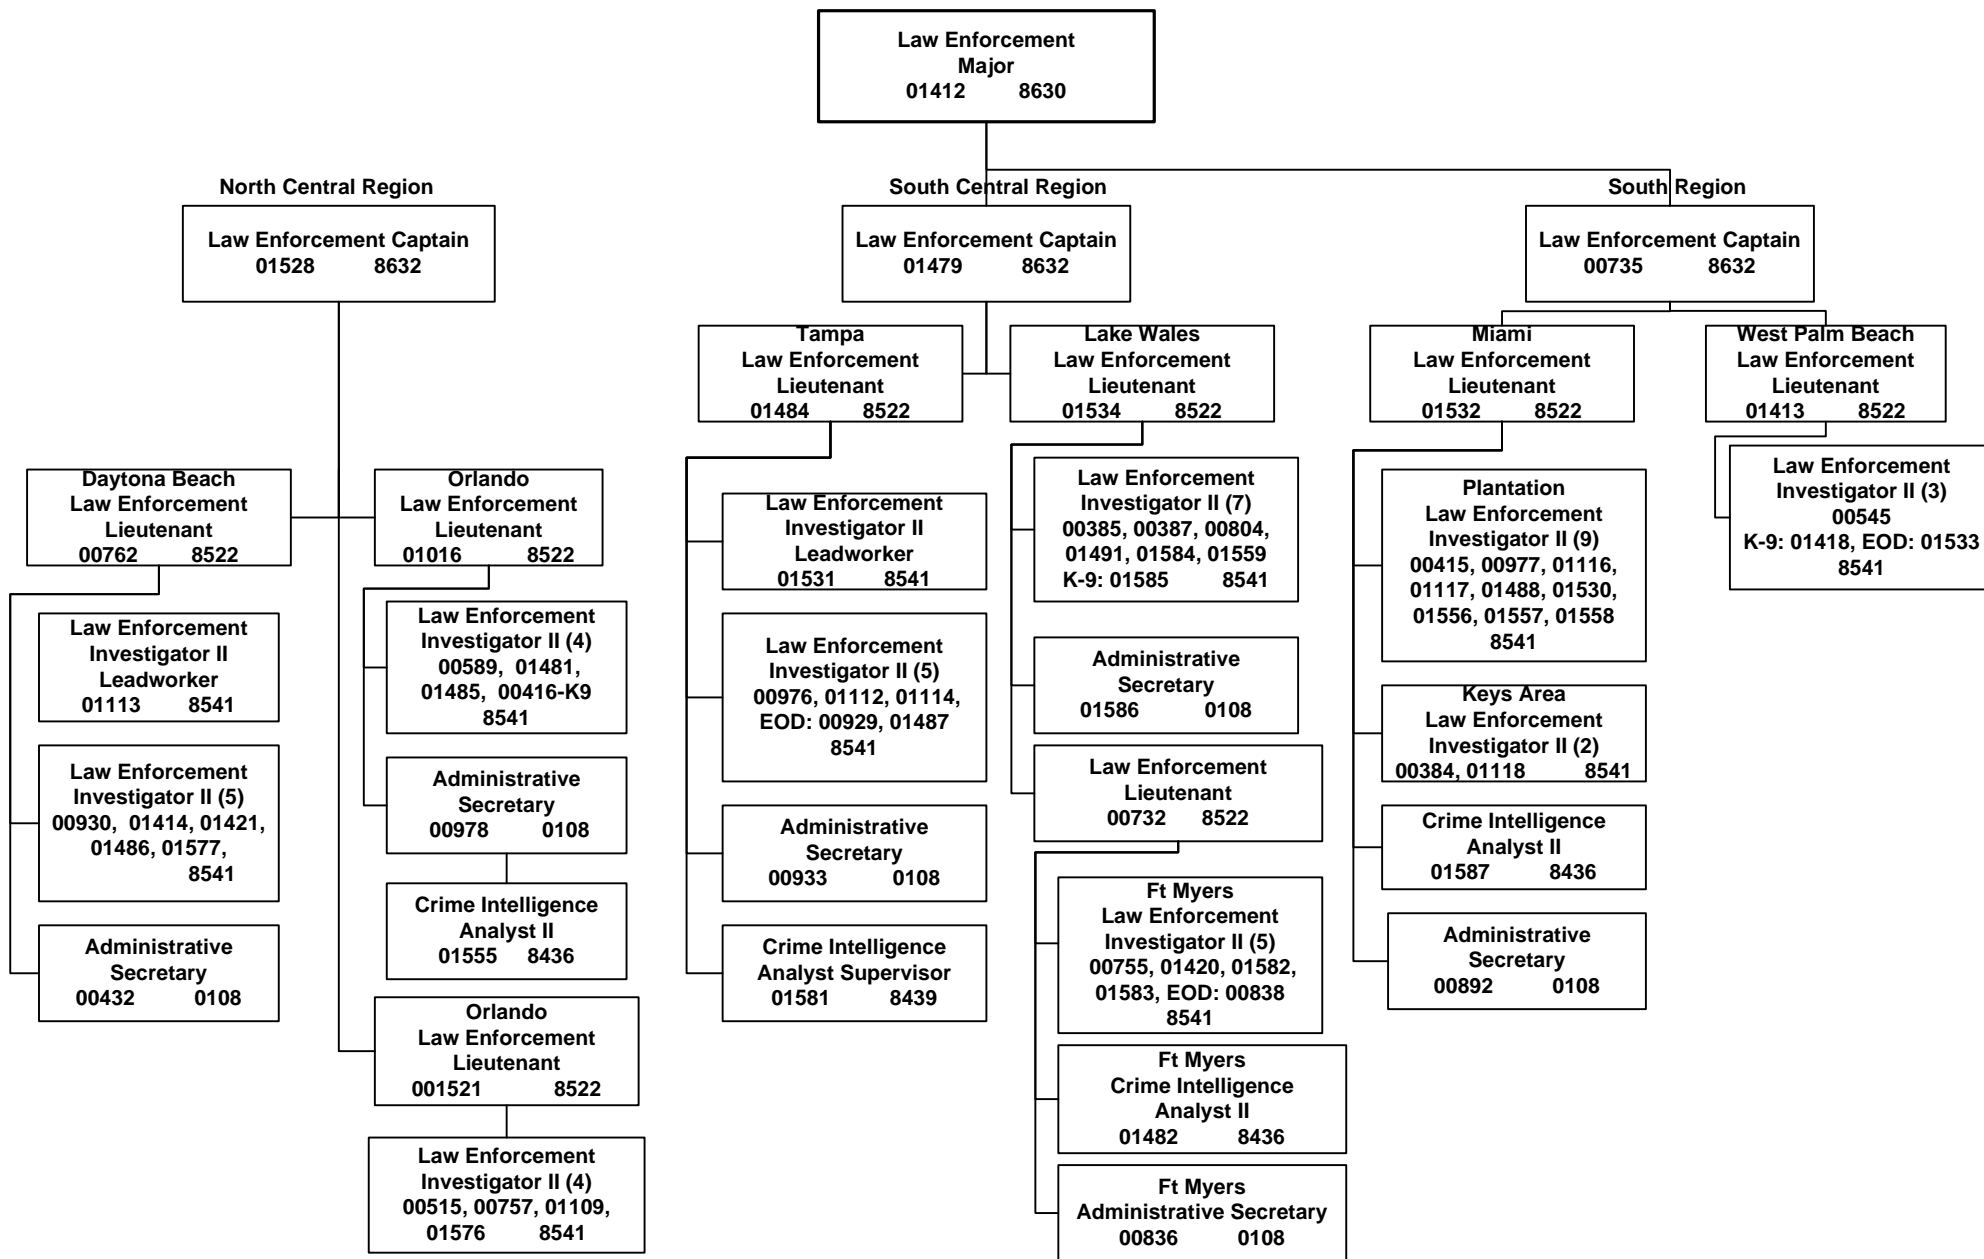 Law Enforcement
Major
01412 8630
North Central Region
Law Enforcement Captain
01528 8632
Daytona Beach
Law Enforcement
Lieutenant
00762 8522
Law Enforcement
Investigator II
Leadworker
01113 8541
Law Enforcement
Investigator II (5)
00930, 01414, 01421,
01486, 01577,
8541
Administrative
Secretary
00432 0108
Orlando
Law Enforcement
Lieutenant
01016 8522
Law Enforcement
Investigator II (4)
00589, 01481,
01485, 00416-K9
8541
Administrative
Secretary
00978 0108
Crime Intelligence
Analyst II
01555 8436
Orlando
Law Enforcement
Lieutenant
001521 8522
Law Enforcement
Investigator II (4)
00515, 00757, 01109,
01576 8541
South Central Region
Law Enforcement Captain
01479 8632
Tampa
Law Enforcement
Lieutenant
01484 8522
Law Enforcement
Investigator II
Leadworker
01531 8541
Law Enforcement
Investigator II (5)
00976, 01112, 01114,
EOD: 00929, 01487
8541
Administrative
Secretary
00933 0108
Crime Intelligence
Analyst Supervisor
01581 8439
Lake Wales
Law Enforcement
Lieutenant
01534 8522
Law Enforcement
Investigator II (7)
00385, 00387, 00804,
01491, 01584, 01559
K-9: 01585 8541
Administrative
Secretary
01586 0108
Law Enforcement
Lieutenant
00732 8522
Ft Myers
Law Enforcement
Investigator II (5)
00755, 01420, 01582,
01583, EOD: 00838
8541
Ft Myers
Crime Intelligence
Analyst II
01482 8436
Ft Myers
Administrative Secretary
00836 0108
South Region
Law Enforcement Captain
00735 8632
Miami
Law Enforcement
Lieutenant
01532 8522
Plantation
Law Enforcement
Investigator II (9)
00415, 00977, 01116,
01117, 01488, 01530,
01556, 01557, 01558
8541
Keys Area
Law Enforcement
Investigator II (2)
00384, 01118 8541
Crime Intelligence
Analyst II
01587 8436
Administrative
Secretary
00892 0108
West Palm Beach
Law Enforcement
Lieutenant
01413 8522
Law Enforcement
Investigator II (3)
00545
K-9: 01418, EOD: 01533
8541